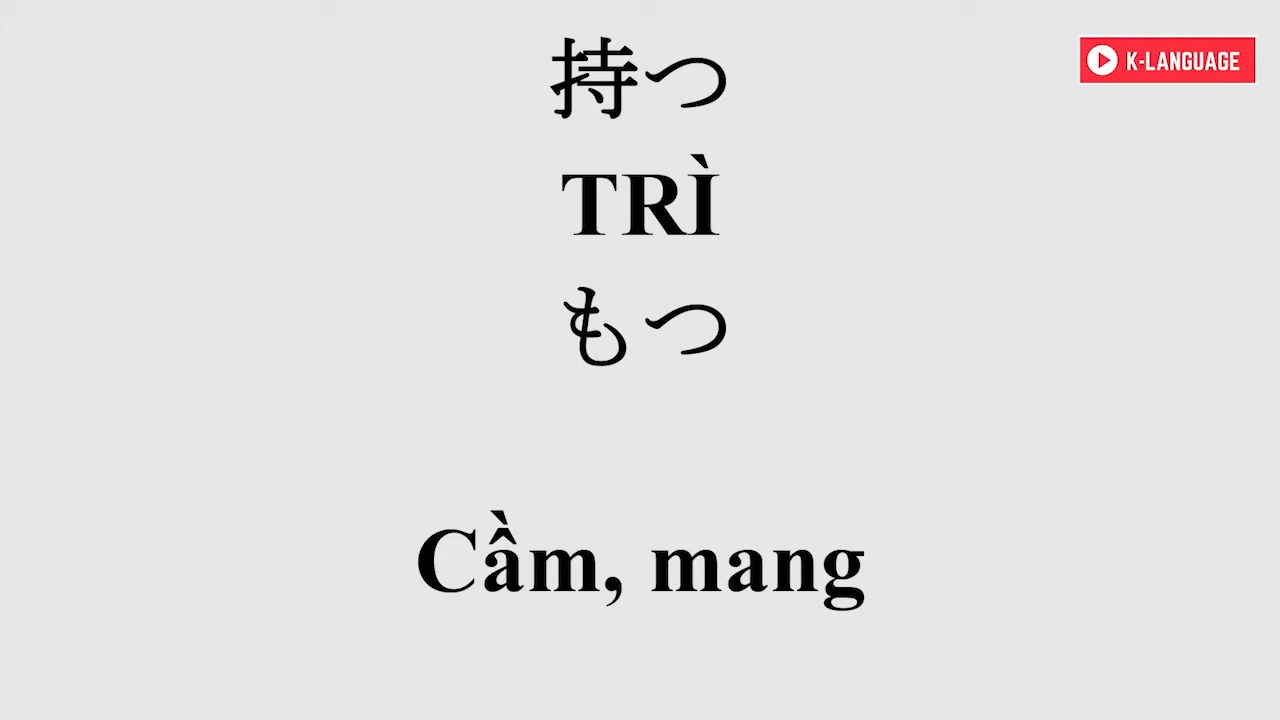 持つ
K-LANGUAGE
TRÌ
もつ
Cầm, mang